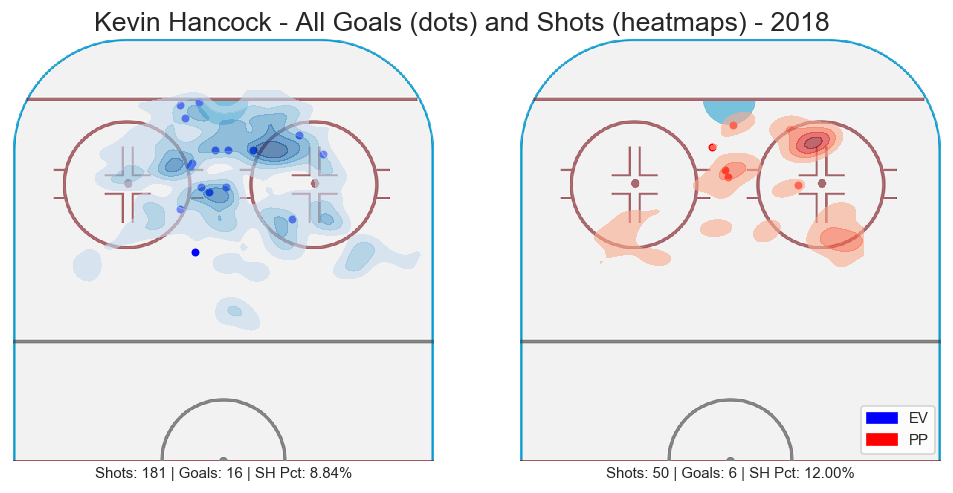 Kevin Hancock - All Goals (dots) and Shots (heatmaps) - 2018
EV
PP
Shots: 181 | Goals: 16 | SH Pct: 8.84%
Shots: 50 | Goals: 6 | SH Pct: 12.00%